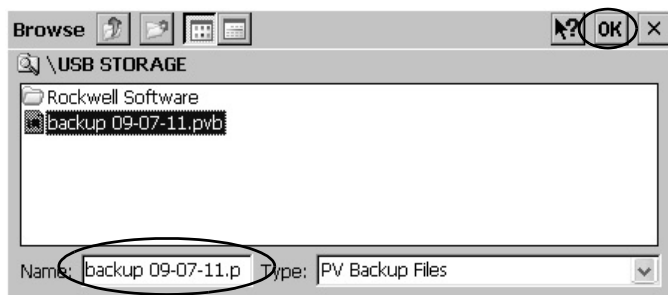 Browse ? OK ×
\USB STORAGE
Rockwell Software
backup 09-07-11.pvb
Name: backup 09-07-11.p Type: PV Backup Files